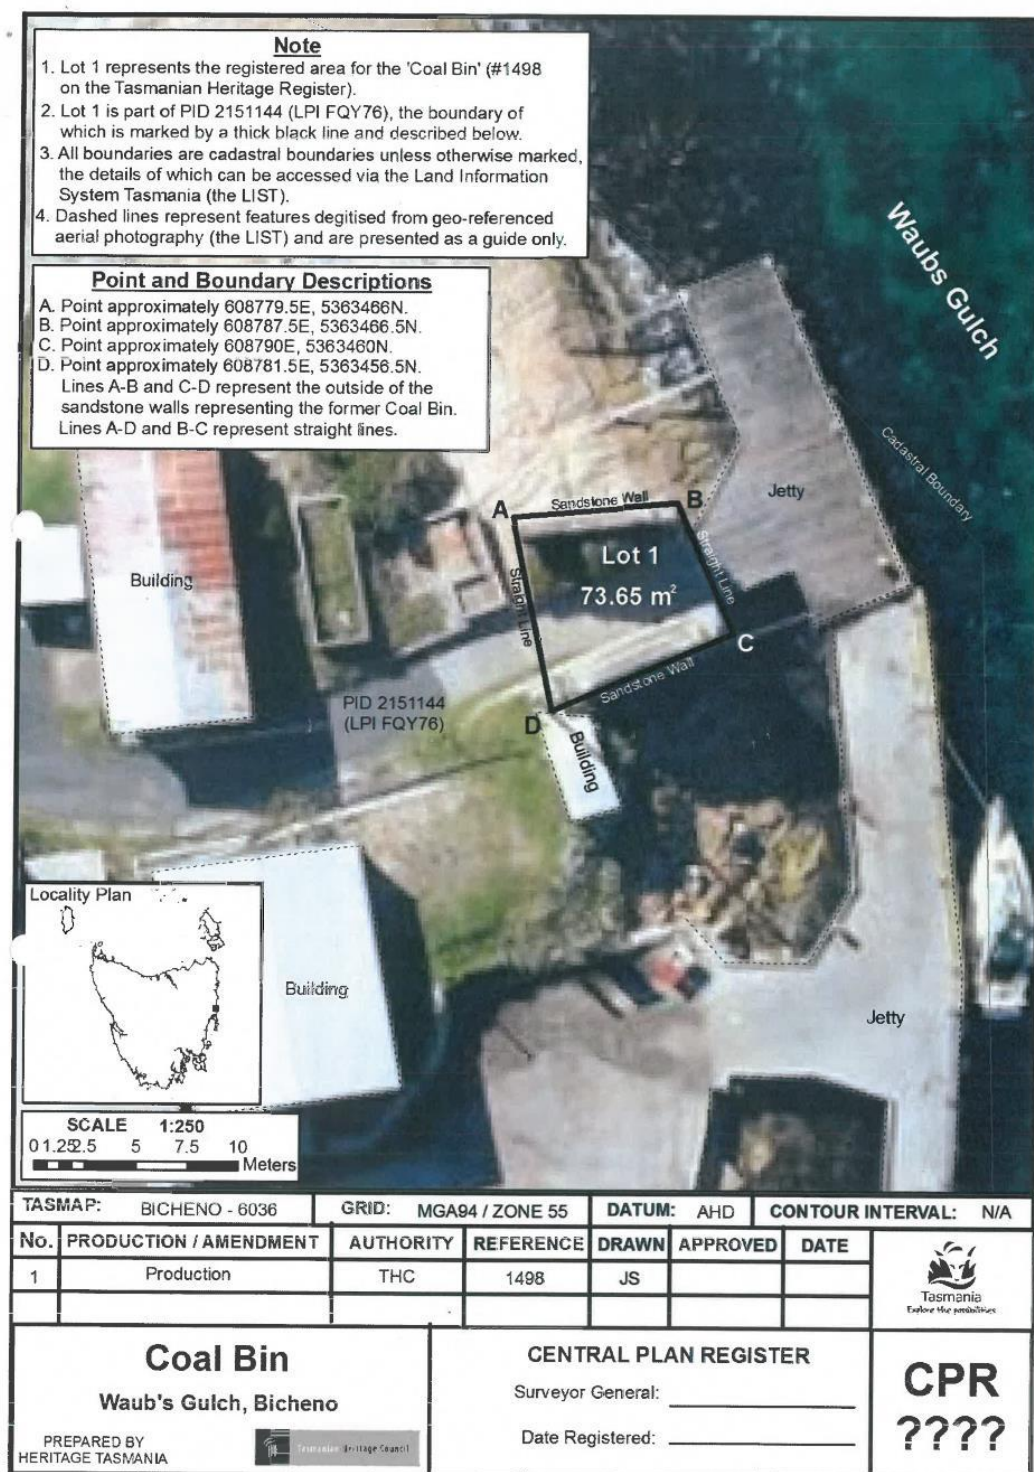 Note
1. Lot 1 represents the registered area for the 'Coal Bin' (#1498
on the Tasmanian Heritage Register).
2. Lot 1 is part of PID 2151144 (LPI FQY76), the boundary of
which is marked by a thick black line and described below.
3. All boundaries are cadastral boundaries unless otherwise marked,
the details of which can be accessed via the Land Information
System Tasmania (the LIST).
4. Dashed lines represent features degitised from geo-referenced
aerial photography (the LIST) and are presented as a guide only.
Point and Boundary Descriptions
A. Point approximately 608779.5E, 5363466N.
B. Point approximately 608787.5E, 5363466.5N.
C. Point approximately 608790E, 5363460N.
D. Point approximately 608781.5E, 5363456.5N.
Lines A-B and C-D represent the outside of the
sandstone walls representing the former Coal Bin.
Lines A-D and B-C represent straight lines.
Waubs Gulch
Cadastral Boundary
Jetty
A
Sandstone Wall
B
Lot 1
73.65 m²
Straight Line
Straight Line
Building
C
Sandstone Wall
PID 2151144
(LPI FQY76)
D
Building
Locality Plan
Building
Jetty
SCALE 1:250
0 1.25 2.5 5 7.5 10
Meters
TASMAP: BICHENO - 6036 GRID: MGA94 / ZONE 55 DATUM: AHD CONTOUR INTERVAL: N/A
No. PRODUCTION / AMENDMENT AUTHORITY REFERENCE DRAWN APPROVED DATE
1 Production THC 1498 JS
Tasmania
Explore the possibilities
Coal Bin
Waub's Gulch, Bicheno
PREPARED BY
HERITAGE TASMANIA
Tasmanian Heritage Council
CENTRAL PLAN REGISTER
Surveyor General:
Date Registered:
CPR
????